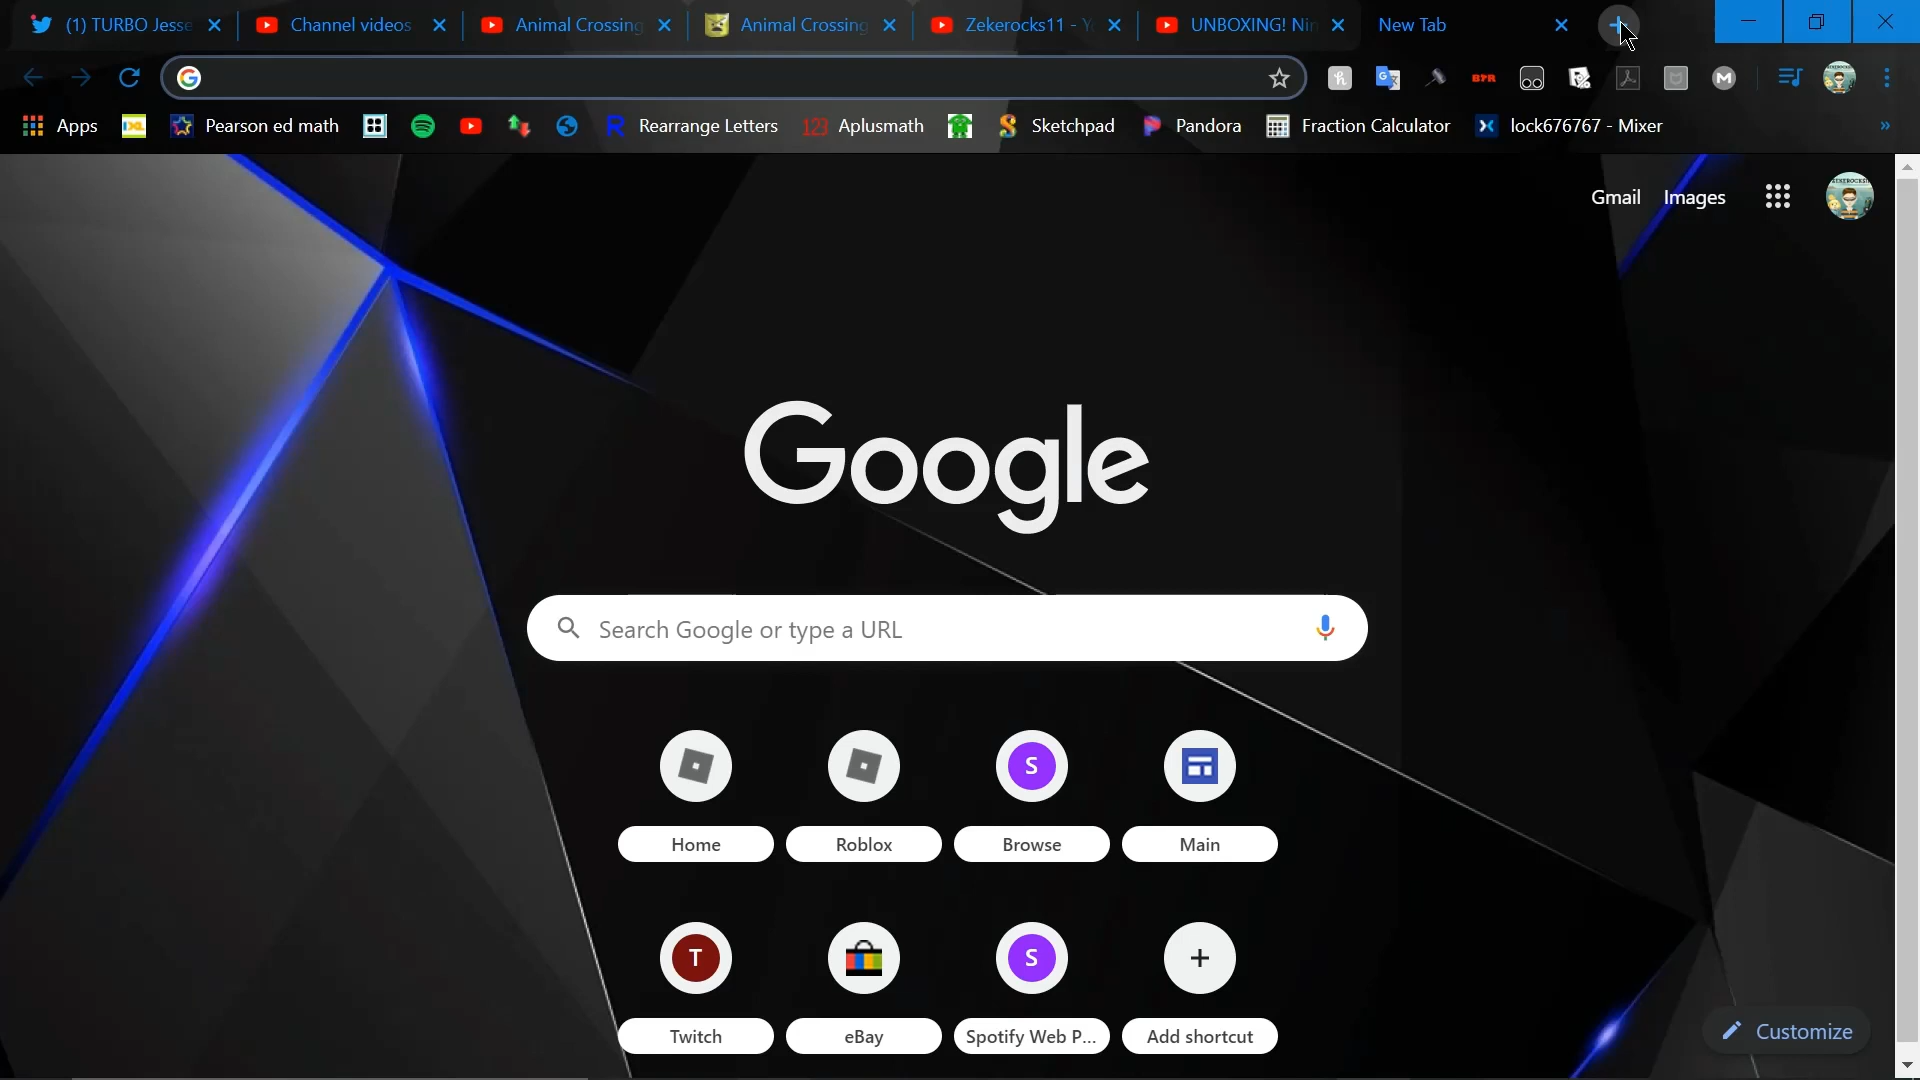 (1) TURBO Jesse
Channel videos
Animal Crossing
Animal Crossing
Zekerocks11 - Y
UNBOXING! Nin
New Tab
Apps
Pearson ed math
Rearrange Letters
123 Aplusmath
Sketchpad
Pandora
Fraction Calculator
lock676767 - Mixer
»
Gmail
Images
Google
Search Google or type a URL
S
Home
Roblox
Browse
Main
T
S
Twitch
eBay
Spotify Web P...
Add shortcut
Customize